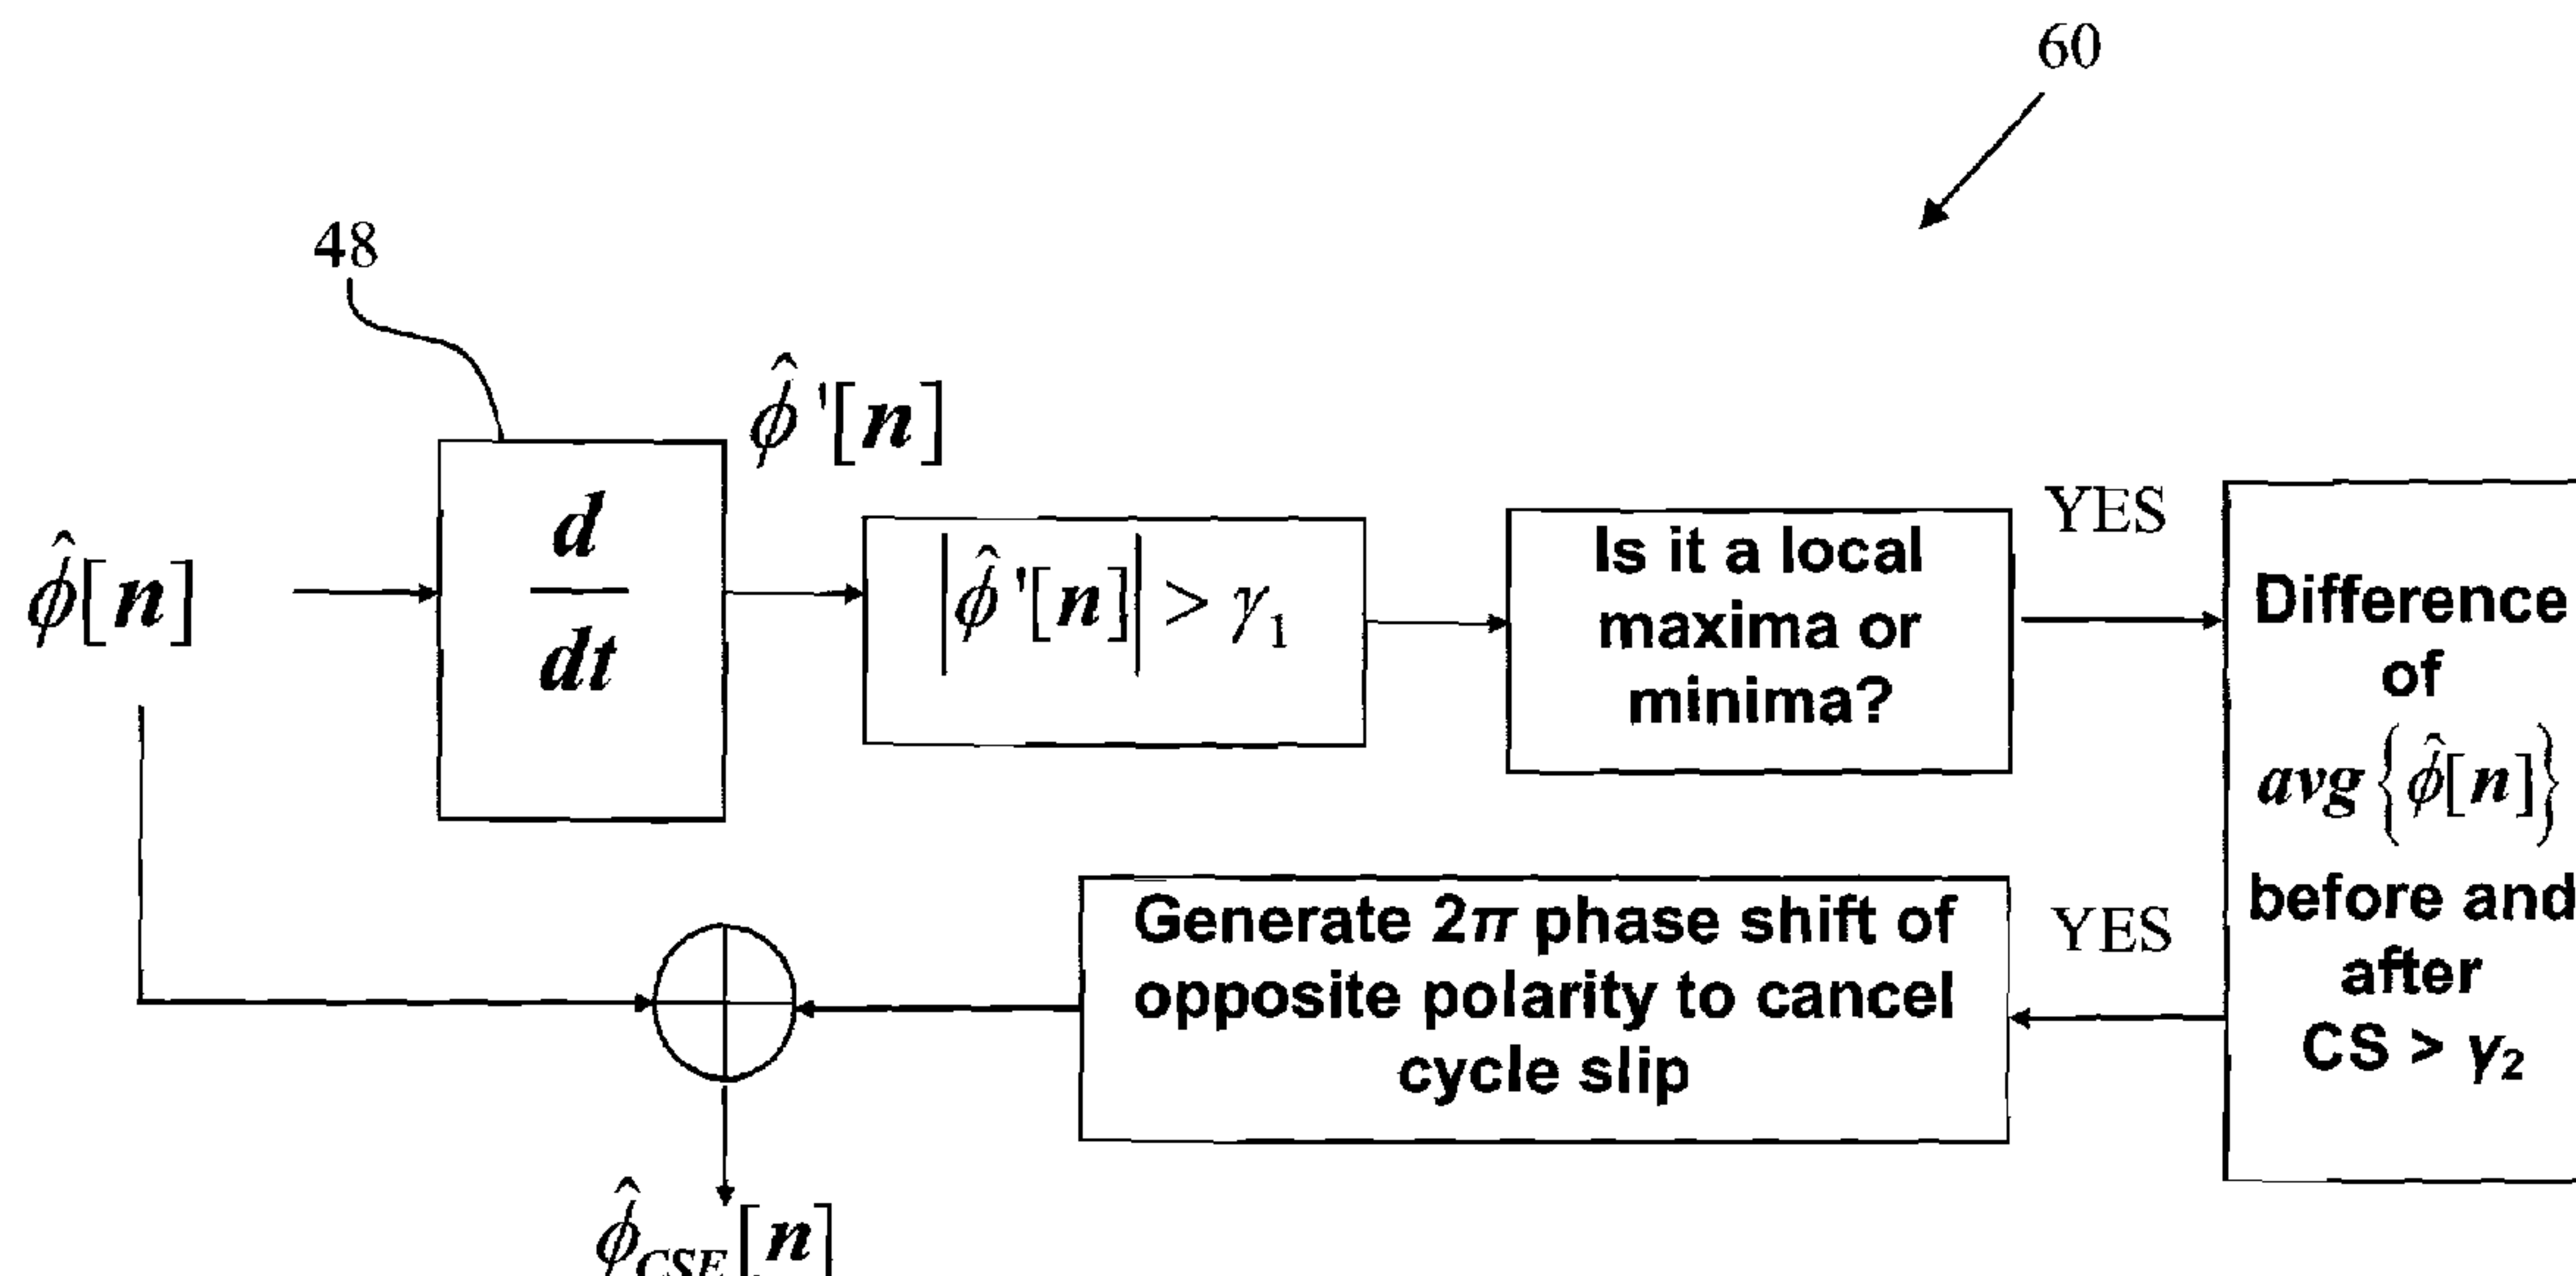 60
48
φ̂'[n]
φ̂[n]
d
dt
|φ̂'[n]| > γ₁
Is it a local
maxima or
minima?
YES
Difference
of
avg{φ̂[n]}
before and
after
CS > γ₂
YES
Generate 2π phase shift of
opposite polarity to cancel
cycle slip
φ̂_CSE[n]